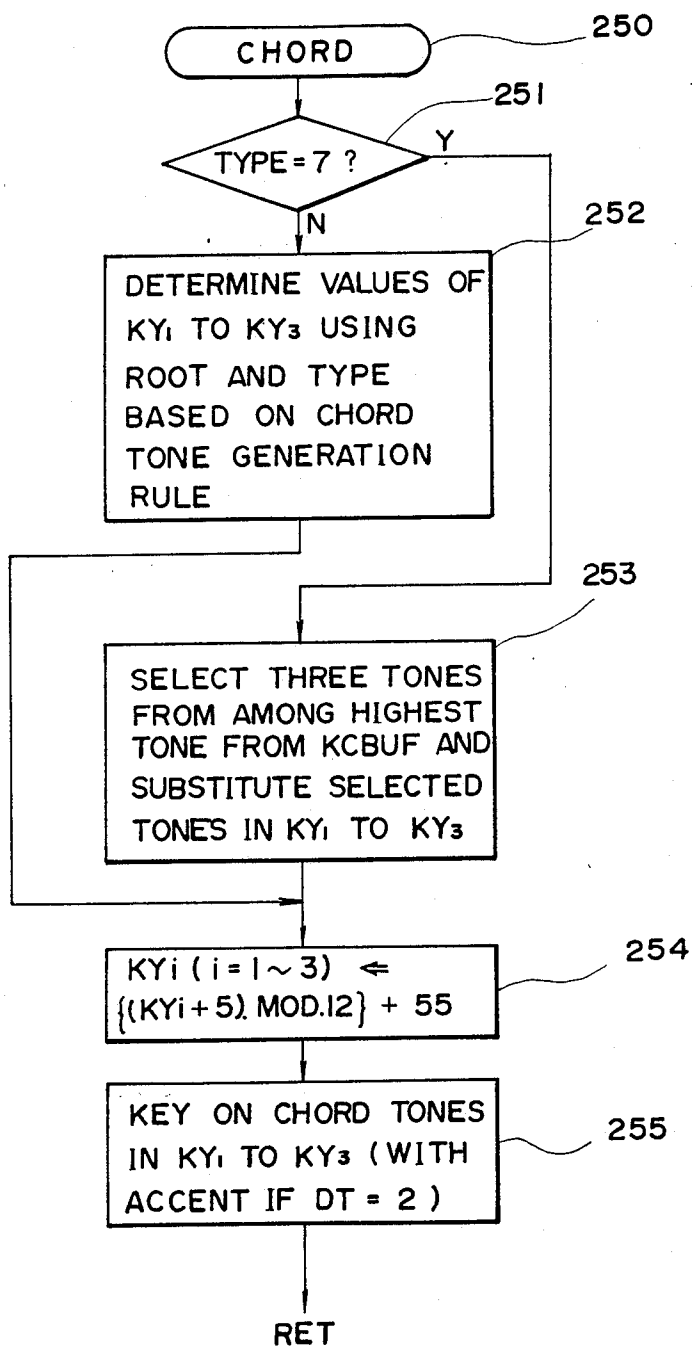 CHORD
250
251
TYPE = 7 ?
Y
N
252
DETERMINE VALUES OF
KY₁ TO KY₃ USING
ROOT AND TYPE
BASED ON CHORD
TONE GENERATION
RULE
253
SELECT THREE TONES
FROM AMONG HIGHEST
TONE FROM KCBUF AND
SUBSTITUTE SELECTED
TONES IN KY₁ TO KY₃
254
KYi ( i = 1 ~ 3 ) ⇐
{(KYi + 5). MOD.12} + 55
255
KEY ON CHORD TONES
IN KY₁ TO KY₃ ( WITH
ACCENT IF DT = 2 )
RET